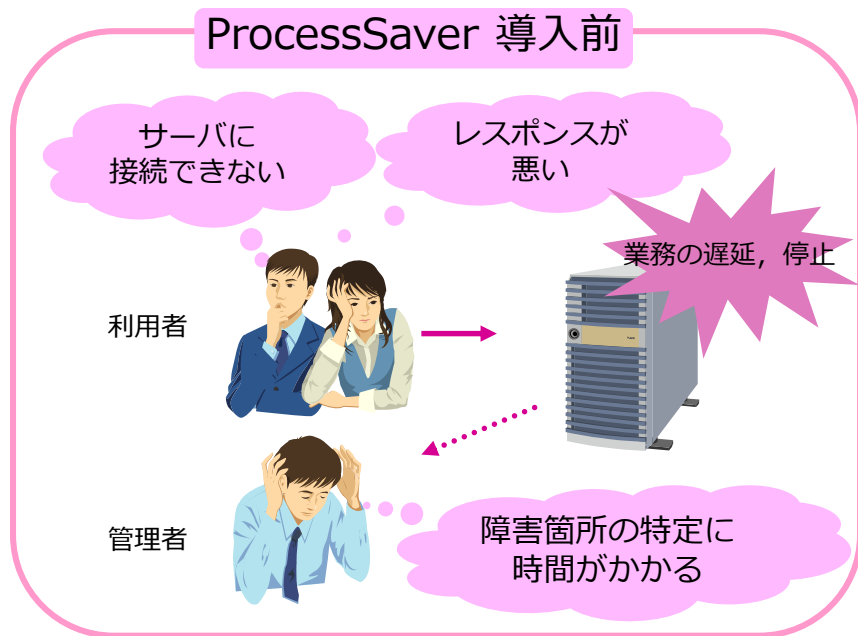 ProcessSaver 導入前
サーバに
接続できない
レスポンスが
悪い
業務の遅延，停止
利用者
管理者
障害箇所の特定に
時間がかかる